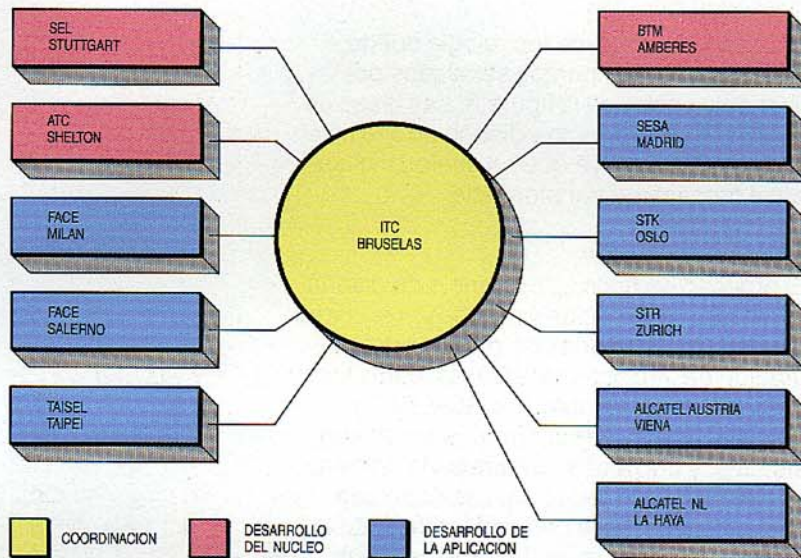 SEL
STUTTGART
ATC
SHELTON
FACE
MILAN
FACE
SALERNO
TAISEL
TAIPEI
ITC
BRUSELAS
BTM
AMBERES
SESA
MADRID
STK
OSLO
STR
ZURICH
ALCATEL AUSTRIA
VIENA
ALCATEL NL
LA HAYA
COORDINACION
DESARROLLO
DEL NUCLEO
DESARROLLO DE
LA APLICACION